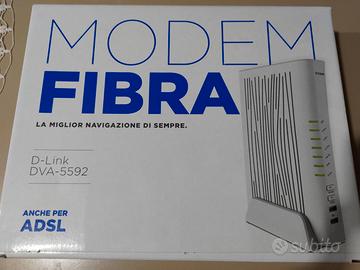 MODEM
FIBRA
LA MIGLIOR NAVIGAZIONE DI SEMPRE.
D-Link
DVA-5592
ANCHE PER
ADSL
subito